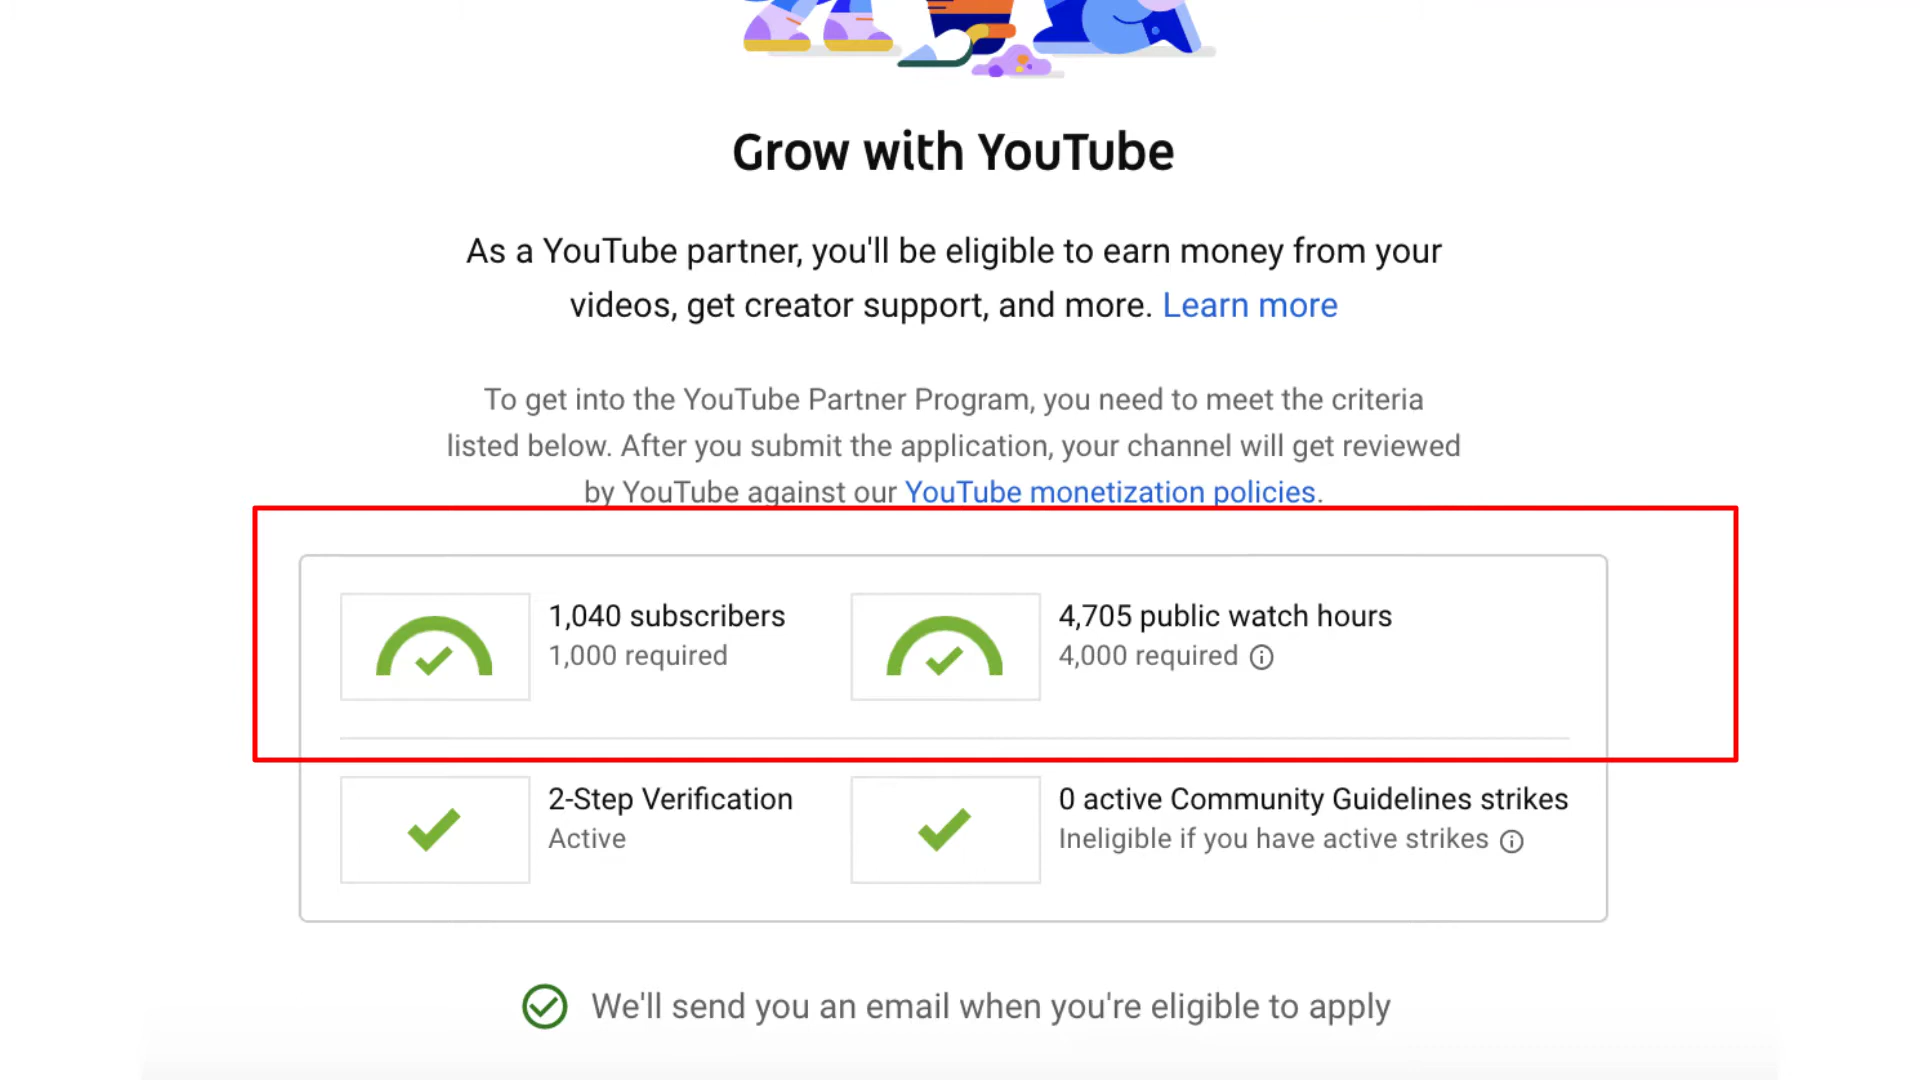 Grow with YouTube
As a YouTube partner, you'll be eligible to earn money from your
videos, get creator support, and more. Learn more
To get into the YouTube Partner Program, you need to meet the criteria
listed below. After you submit the application, your channel will get reviewed
by YouTube against our YouTube monetization policies.
1,040 subscribers
1,000 required
4,705 public watch hours
4,000 required
2-Step Verification
Active
0 active Community Guidelines strikes
Ineligible if you have active strikes
We'll send you an email when you're eligible to apply